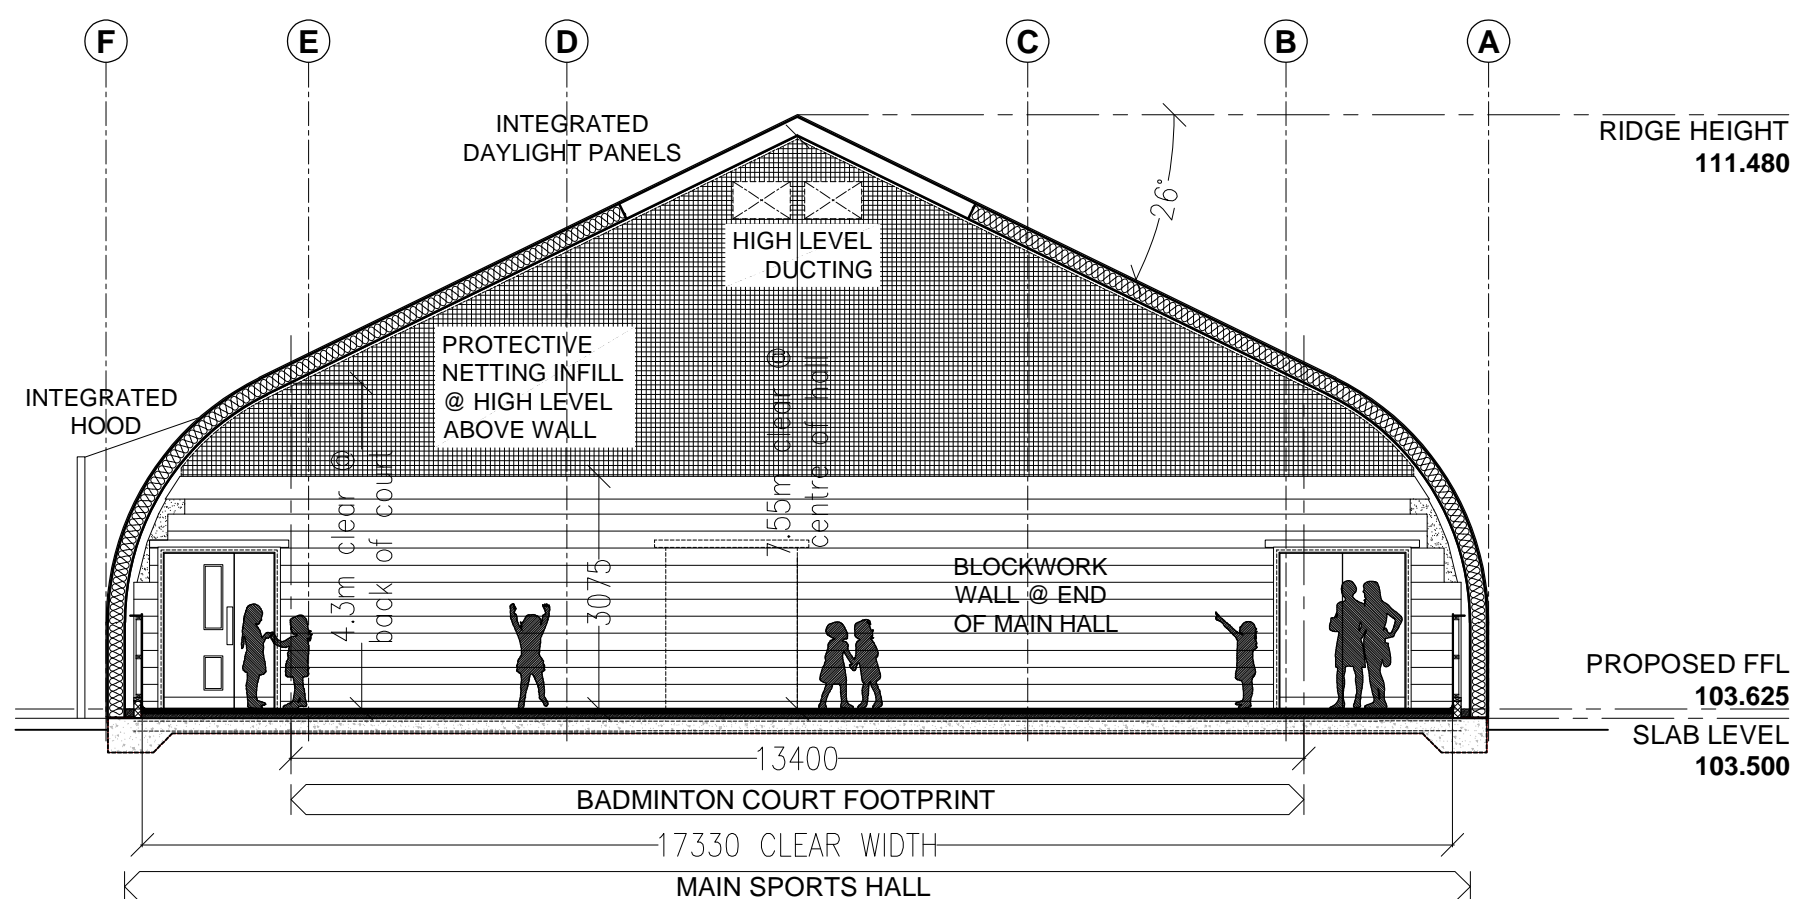 F E D C B A
INTEGRATED
DAYLIGHT PANELS
RIDGE HEIGHT
111.480
26°
HIGH LEVEL
DUCTING
PROTECTIVE
NETTING INFILL
@ HIGH LEVEL
ABOVE WALL
INTEGRATED
HOOD
4.3m clear @
back of court
3075
7.55m clear @
centre of hall
BLOCKWORK
WALL @ END
OF MAIN HALL
PROPOSED FFL
103.625
SLAB LEVEL
103.500
13400
BADMINTON COURT FOOTPRINT
17330 CLEAR WIDTH
MAIN SPORTS HALL